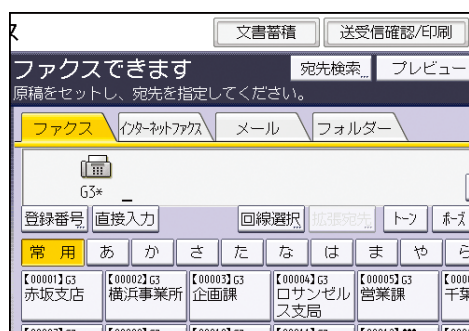 文書蓄積 送受信確認/印刷
ファクスできます 宛先検索 プレビュー
原稿をセットし、宛先を指定してください。
ファクス インターネットファクス メール フォルダー
G3* _
登録番号 直接入力 回線選択 拡張宛先 トーン ポーズ
常用 あ か さ た な は ま や ら
【00001】G3 【00002】G3 【00003】G3 【00004】G3 【00005】G3 【00006】
赤坂支店 横浜事業所 企画課 ロサンゼルス支局 営業課 千葉